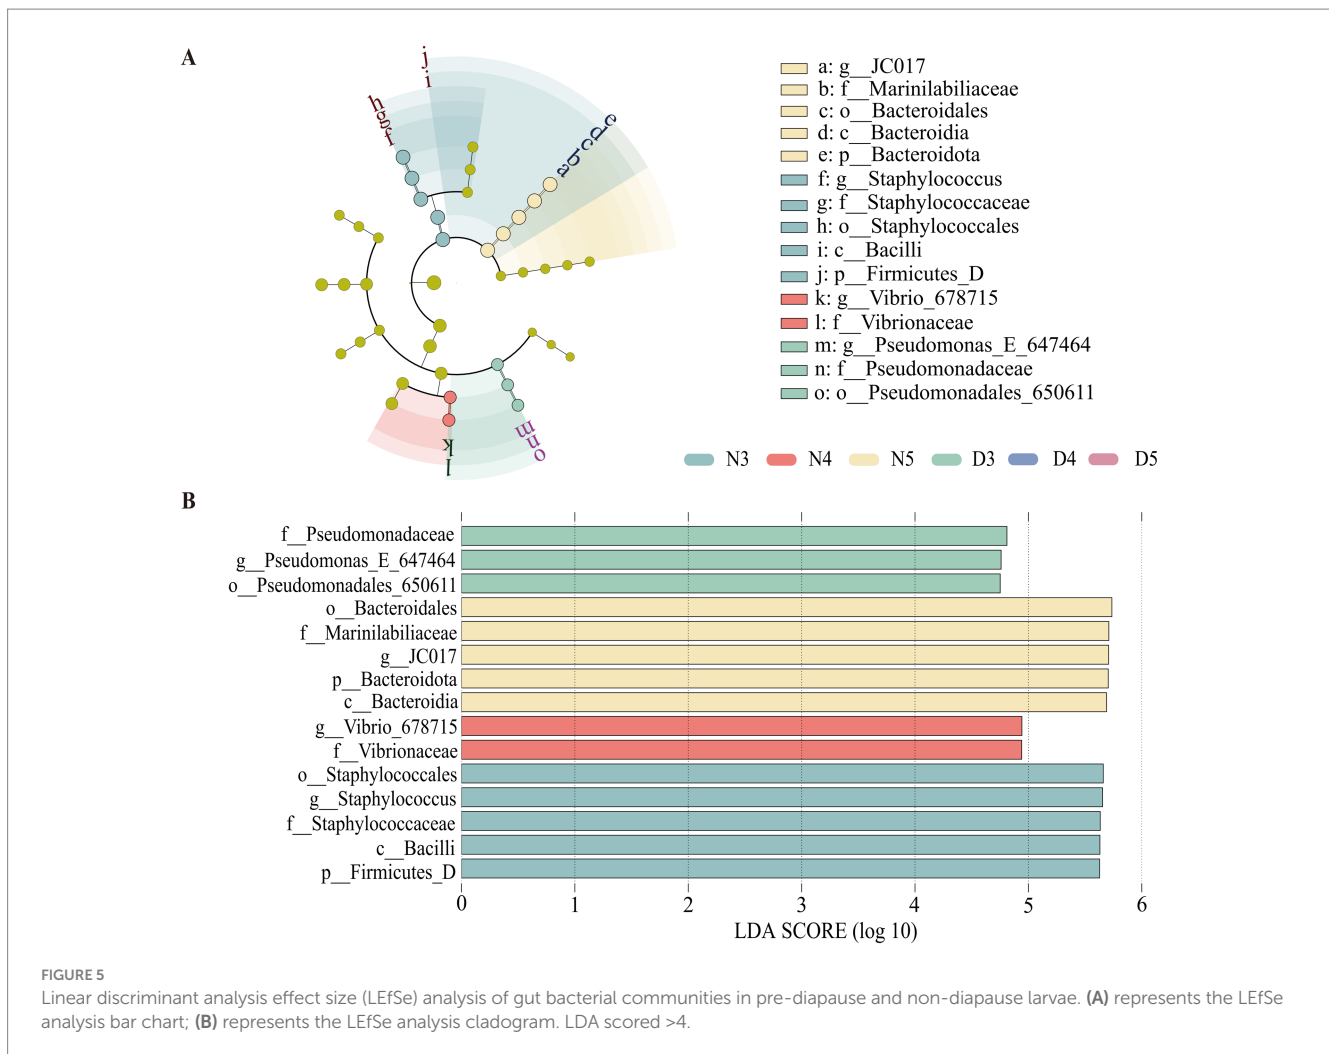 A
j
i
h
g
f
e
d
c
b
a
k
l
m
n
o
a: g__JC017
b: f__Marinilabiliaceae
c: o__Bacteroidales
d: c__Bacteroidia
e: p__Bacteroidota
f: g__Staphylococcus
g: f__Staphylococcaceae
h: o__Staphylococcales
i: c__Bacilli
j: p__Firmicutes_D
k: g__Vibrio_678715
l: f__Vibrionaceae
m: g__Pseudomonas_E_647464
n: f__Pseudomonadaceae
o: o__Pseudomonadales_650611
N3 N4 N5 D3 D4 D5
B
f__Pseudomonadaceae
g__Pseudomonas_E_647464
o__Pseudomonadales_650611
o__Bacteroidales
f__Marinilabiliaceae
g__JC017
p__Bacteroidota
c__Bacteroidia
g__Vibrio_678715
f__Vibrionaceae
o__Staphylococcales
g__Staphylococcus
f__Staphylococcaceae
c__Bacilli
p__Firmicutes_D
0 1 2 3 4 5 6
LDA SCORE (log 10)
FIGURE 5
Linear discriminant analysis effect size (LEfSe) analysis of gut bacterial communities in pre-diapause and non-diapause larvae. (A) represents the LEfSe
analysis bar chart; (B) represents the LEfSe analysis cladogram. LDA scored >4.